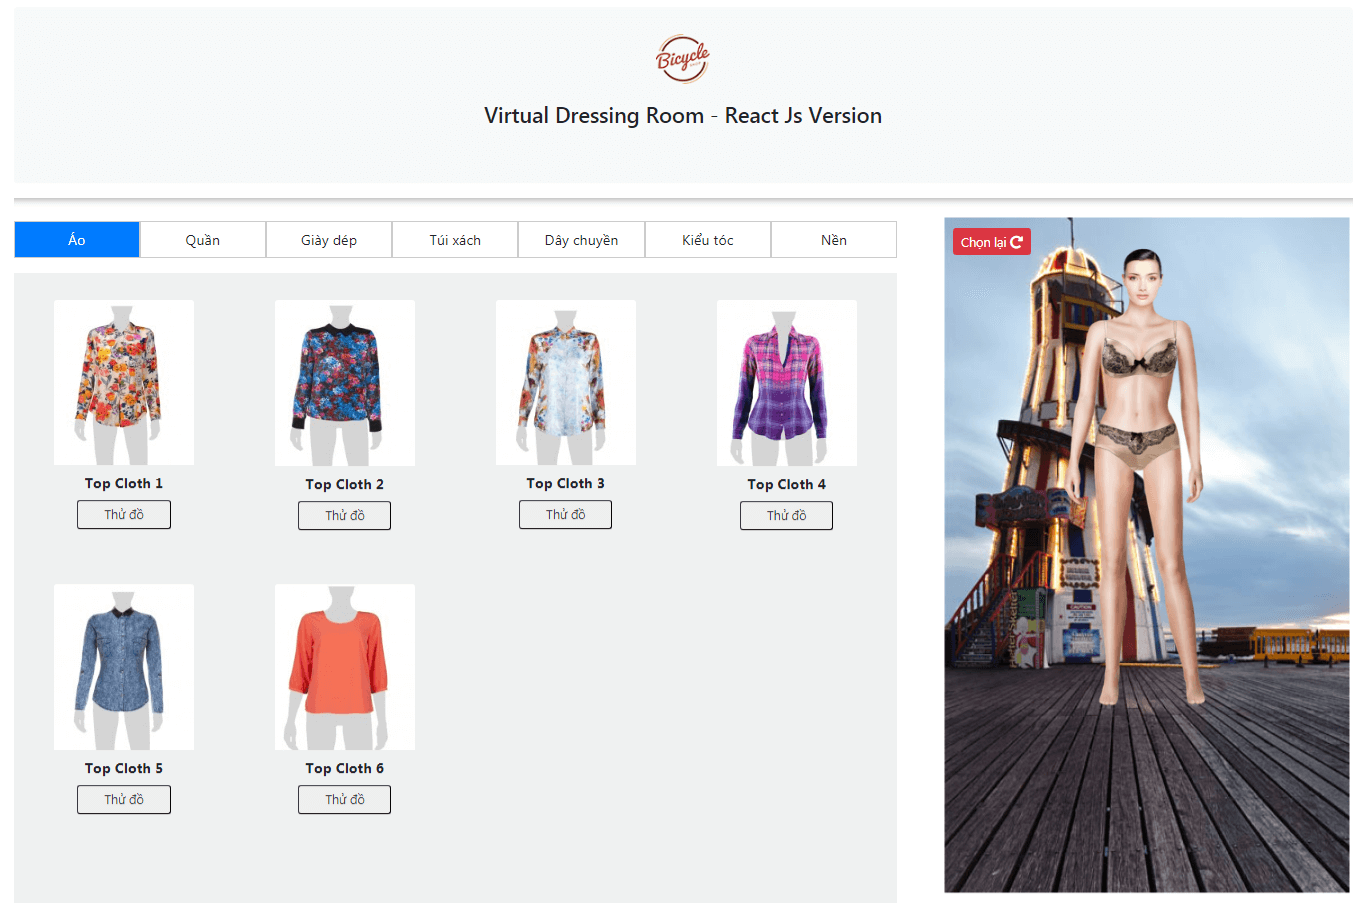 Bicycle
Virtual Dressing Room - React Js Version
Áo
Quần
Giày dép
Túi xách
Dây chuyền
Kiểu tóc
Nền
Chọn lại
Top Cloth 1
Top Cloth 2
Top Cloth 3
Top Cloth 4
Thử đồ
Thử đồ
Thử đồ
Thử đồ
Top Cloth 5
Top Cloth 6
Thử đồ
Thử đồ
CAUTION